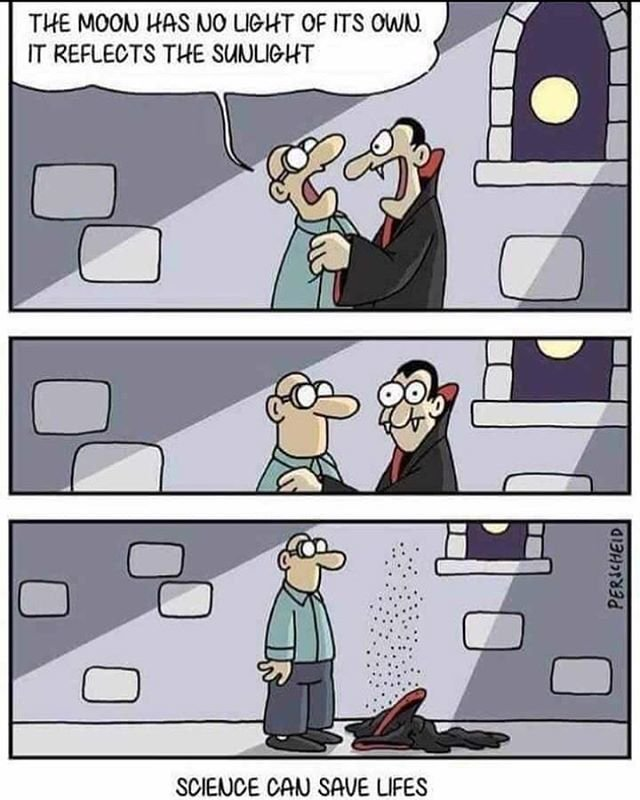 THE MOON HAS NO LIGHT OF ITS OWN.
IT REFLECTS THE SUNLIGHT
PERSCHEID
SCIENCE CAN SAVE LIFES